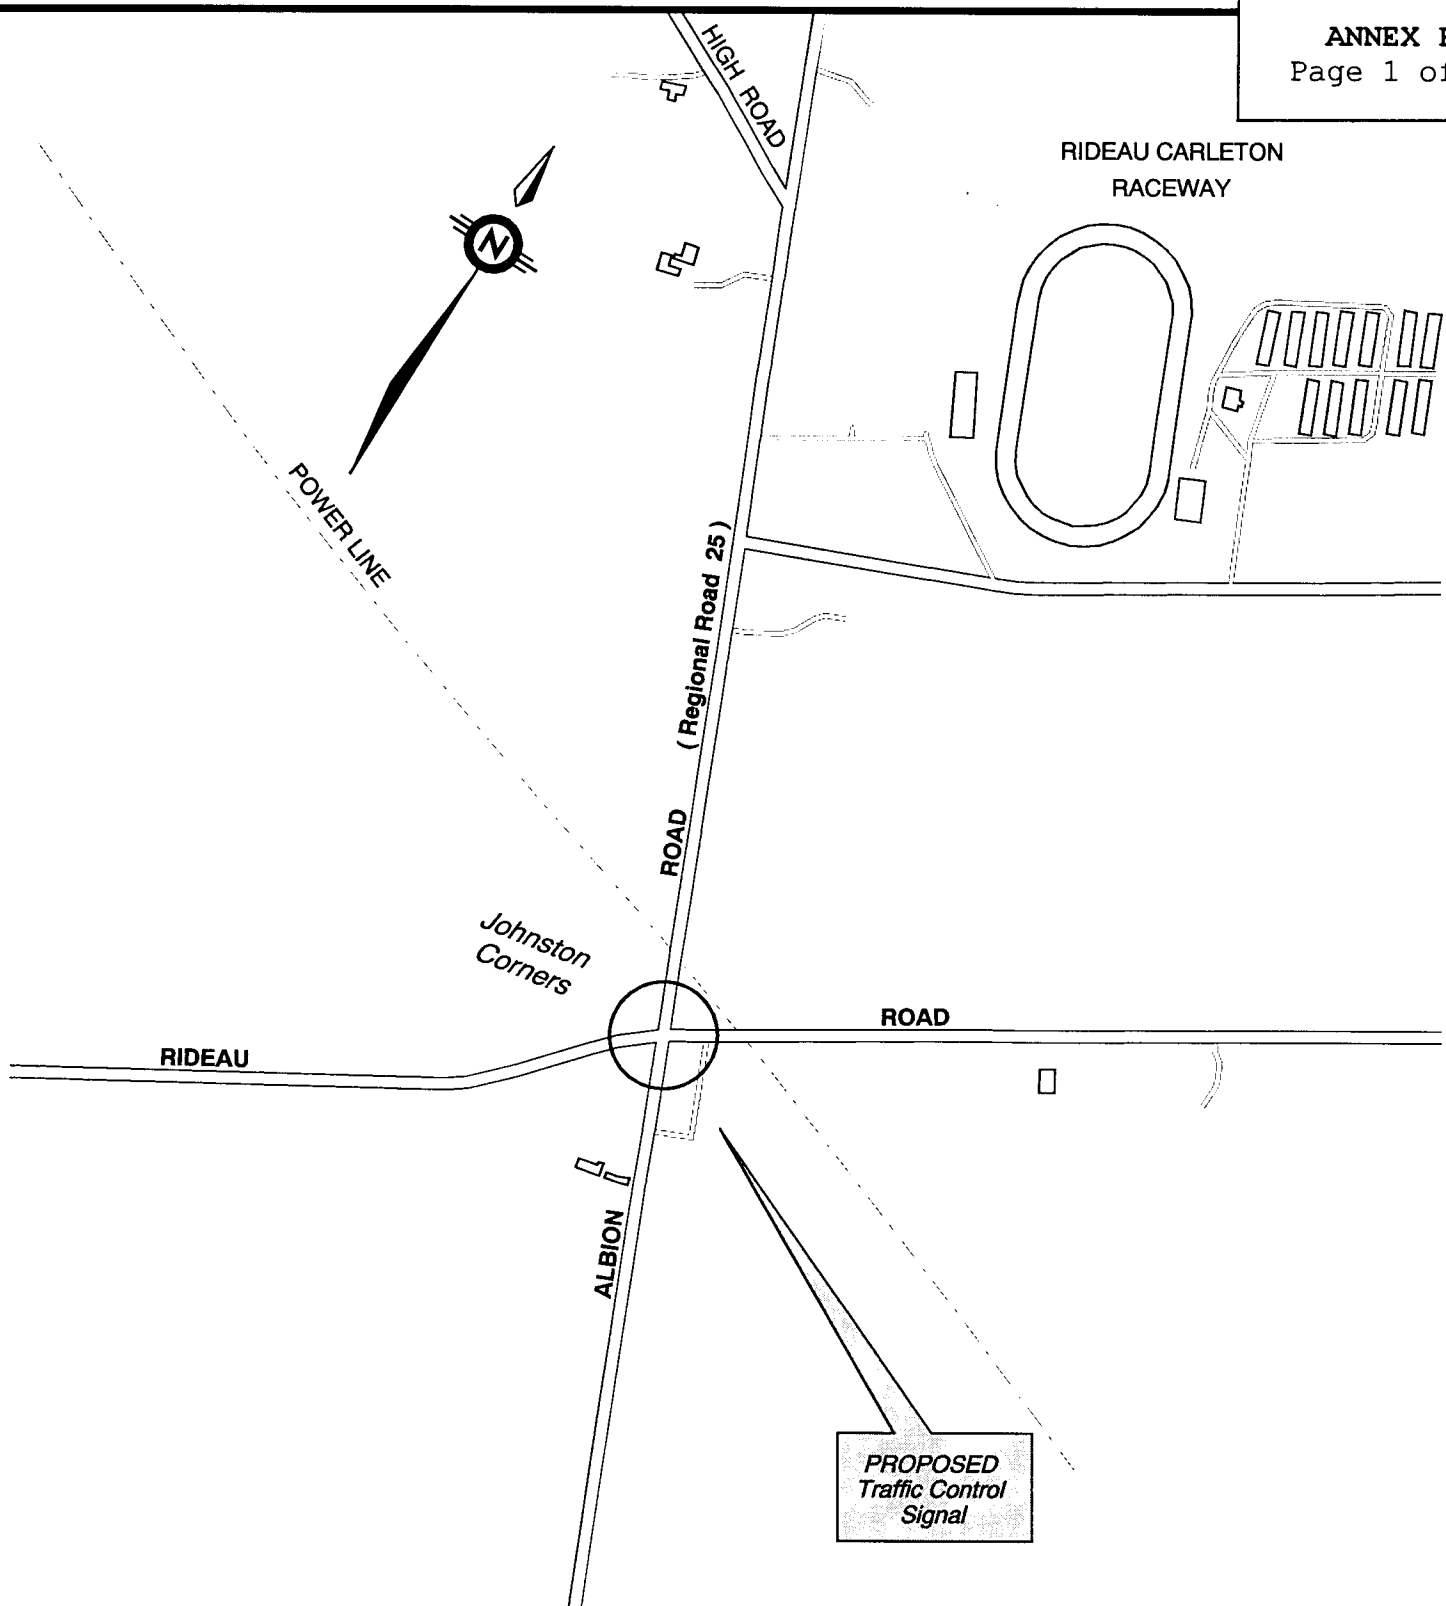 ANNEX
Page 1 of
HIGH ROAD
RIDEAU CARLETON
RACEWAY
N
POWER LINE
( Regional Road 25 )
ROAD
Johnston
Corners
ROAD
RIDEAU
ALBION
PROPOSED
Traffic Control
Signal